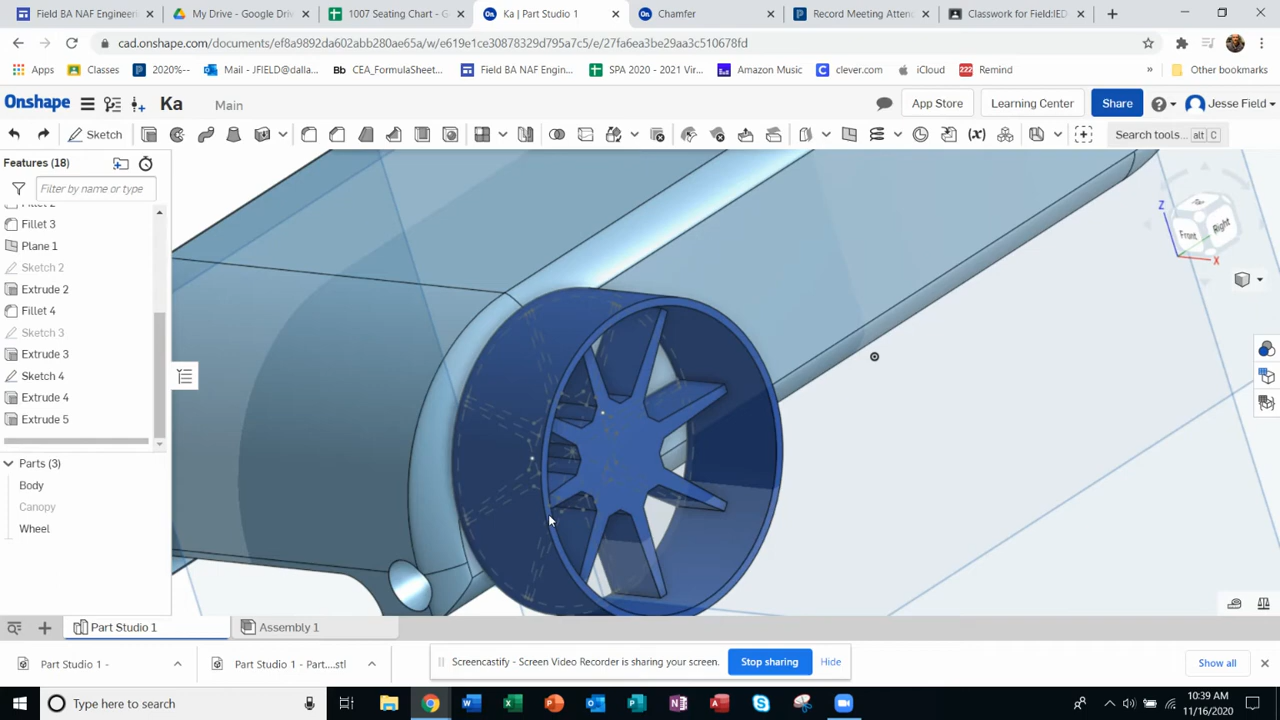 Field BA NAF Engineeri
My Drive - Google Drive
1007 Seating Chart - G
Ka | Part Studio 1
Chamfer
Record Meeting Attend
Classwork for Field:IED
cad.onshape.com/documents/ef8a9892da602abb280ae65a/w/e619e1ce30878329d795a7c5/e/27fa6ea3be29aa3c510678fd
Apps
Classes
2020%--
Mail - JFIELD@dalla...
Bb CEA_FormulaSheet...
Field BA NAF Engin...
SPA 2020 - 2021 Vir...
Amazon Music
clever.com
iCloud
222 Remind
»
Other bookmarks
Onshape
Ka
Main
App Store
Learning Center
Share
Jesse Field
Sketch
(x)
Search tools... alt C
Features (18)
Filter by name or type
Fillet 2
Fillet 3
Plane 1
Sketch 2
Extrude 2
Fillet 4
Sketch 3
Extrude 3
Sketch 4
Extrude 4
Extrude 5
Parts (3)
Body
Canopy
Wheel
Z
Front
Right
X
Part Studio 1
Assembly 1
Part Studio 1 -
Part Studio 1 - Part....stl
Screencastify - Screen Video Recorder is sharing your screen.
Stop sharing
Hide
Show all
Type here to search
10:39 AM
11/16/2020